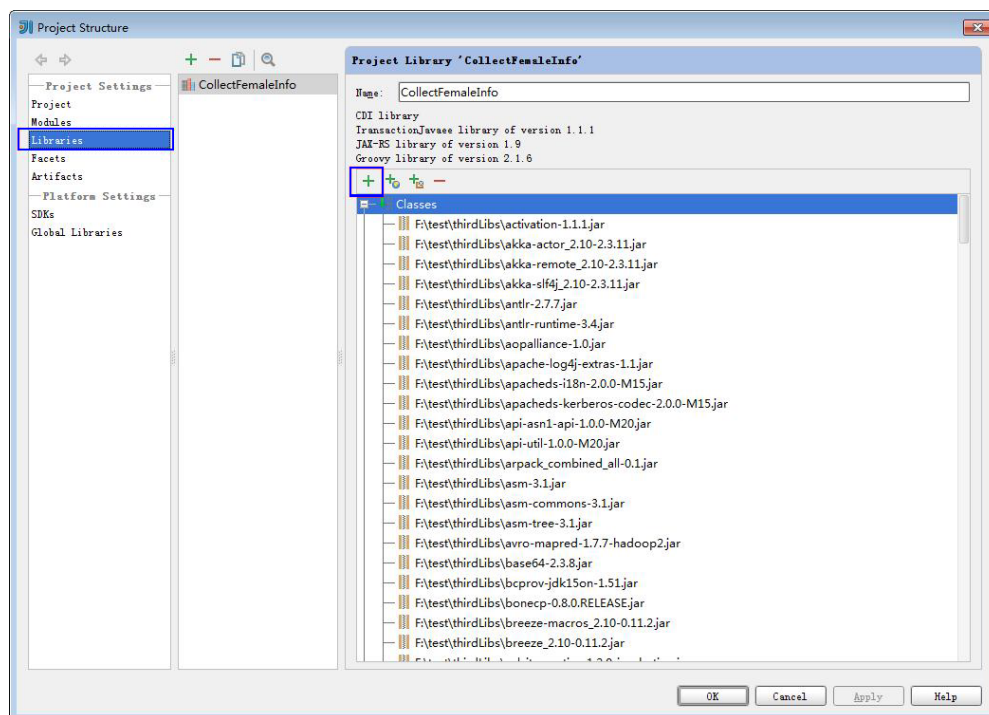 Project Structure
Project Settings
Project
Modules
Libraries
Facets
Artifacts
Platform Settings
SDKs
Global Libraries
CollectFemaleInfo
Project Library 'CollectFemaleInfo'
Name: CollectFemaleInfo
CDI library
TransactionJavaee library of version 1.1.1
JAX-RS library of version 1.9
Groovy library of version 2.1.6
Classes
F:\test\thirdLibs\activation-1.1.1.jar
F:\test\thirdLibs\akka-actor_2.10-2.3.11.jar
F:\test\thirdLibs\akka-remote_2.10-2.3.11.jar
F:\test\thirdLibs\akka-slf4j_2.10-2.3.11.jar
F:\test\thirdLibs\antlr-2.7.7.jar
F:\test\thirdLibs\antlr-runtime-3.4.jar
F:\test\thirdLibs\aopalliance-1.0.jar
F:\test\thirdLibs\apache-log4j-extras-1.1.jar
F:\test\thirdLibs\apacheds-i18n-2.0.0-M15.jar
F:\test\thirdLibs\apacheds-kerberos-codec-2.0.0-M15.jar
F:\test\thirdLibs\api-asn1-api-1.0.0-M20.jar
F:\test\thirdLibs\api-util-1.0.0-M20.jar
F:\test\thirdLibs\arpack_combined_all-0.1.jar
F:\test\thirdLibs\asm-3.1.jar
F:\test\thirdLibs\asm-commons-3.1.jar
F:\test\thirdLibs\asm-tree-3.1.jar
F:\test\thirdLibs\avro-mapred-1.7.7-hadoop2.jar
F:\test\thirdLibs\base64-2.3.8.jar
F:\test\thirdLibs\bcprov-jdk15on-1.51.jar
F:\test\thirdLibs\bonecp-0.8.0.RELEASE.jar
F:\test\thirdLibs\breeze-macros_2.10-0.11.2.jar
F:\test\thirdLibs\breeze_2.10-0.11.2.jar
OK Cancel Apply Help